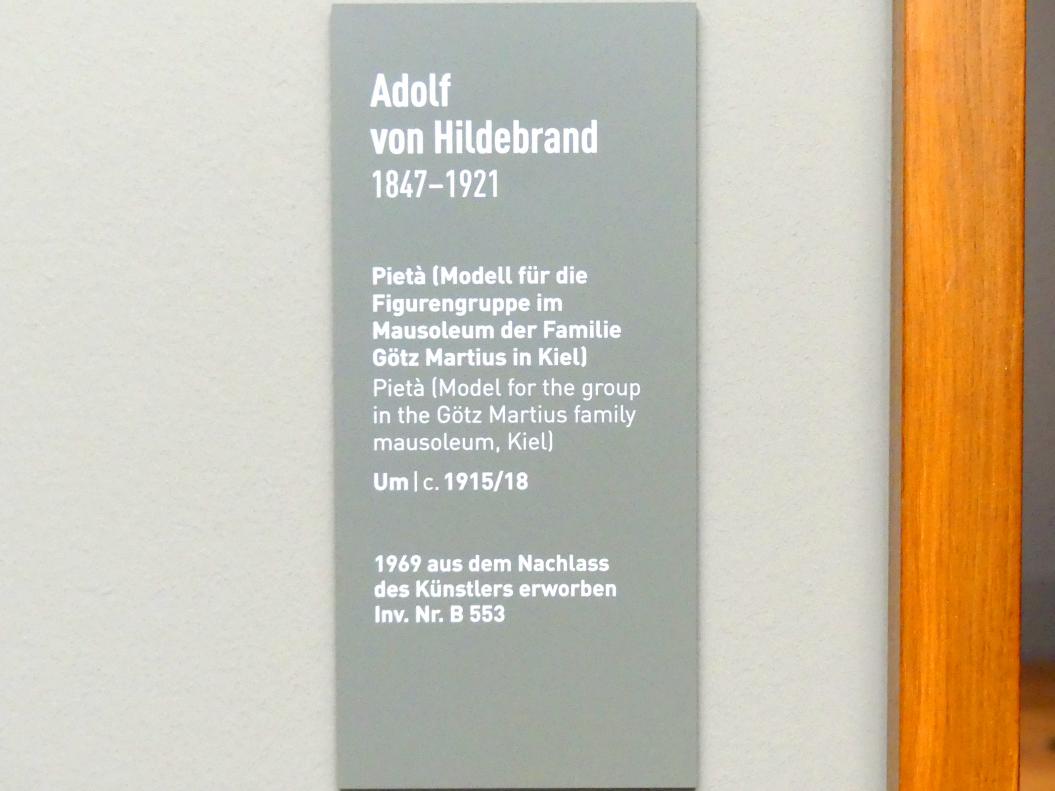 Adolf
von Hildebrand
1847–1921
Pietà (Modell für die
Figurengruppe im
Mausoleum der Familie
Götz Martius in Kiel)
Pietà (Model for the group
in the Götz Martius family
mausoleum, Kiel)
Um | c. 1915/18
1969 aus dem Nachlass
des Künstlers erworben
Inv. Nr. B 553